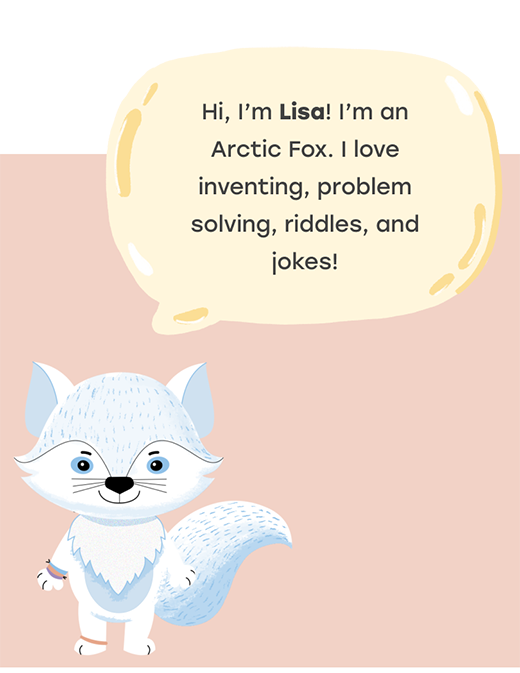 Hi, I’m Lisa! I’m an
Arctic Fox. I love
inventing, problem
solving, riddles, and
jokes!